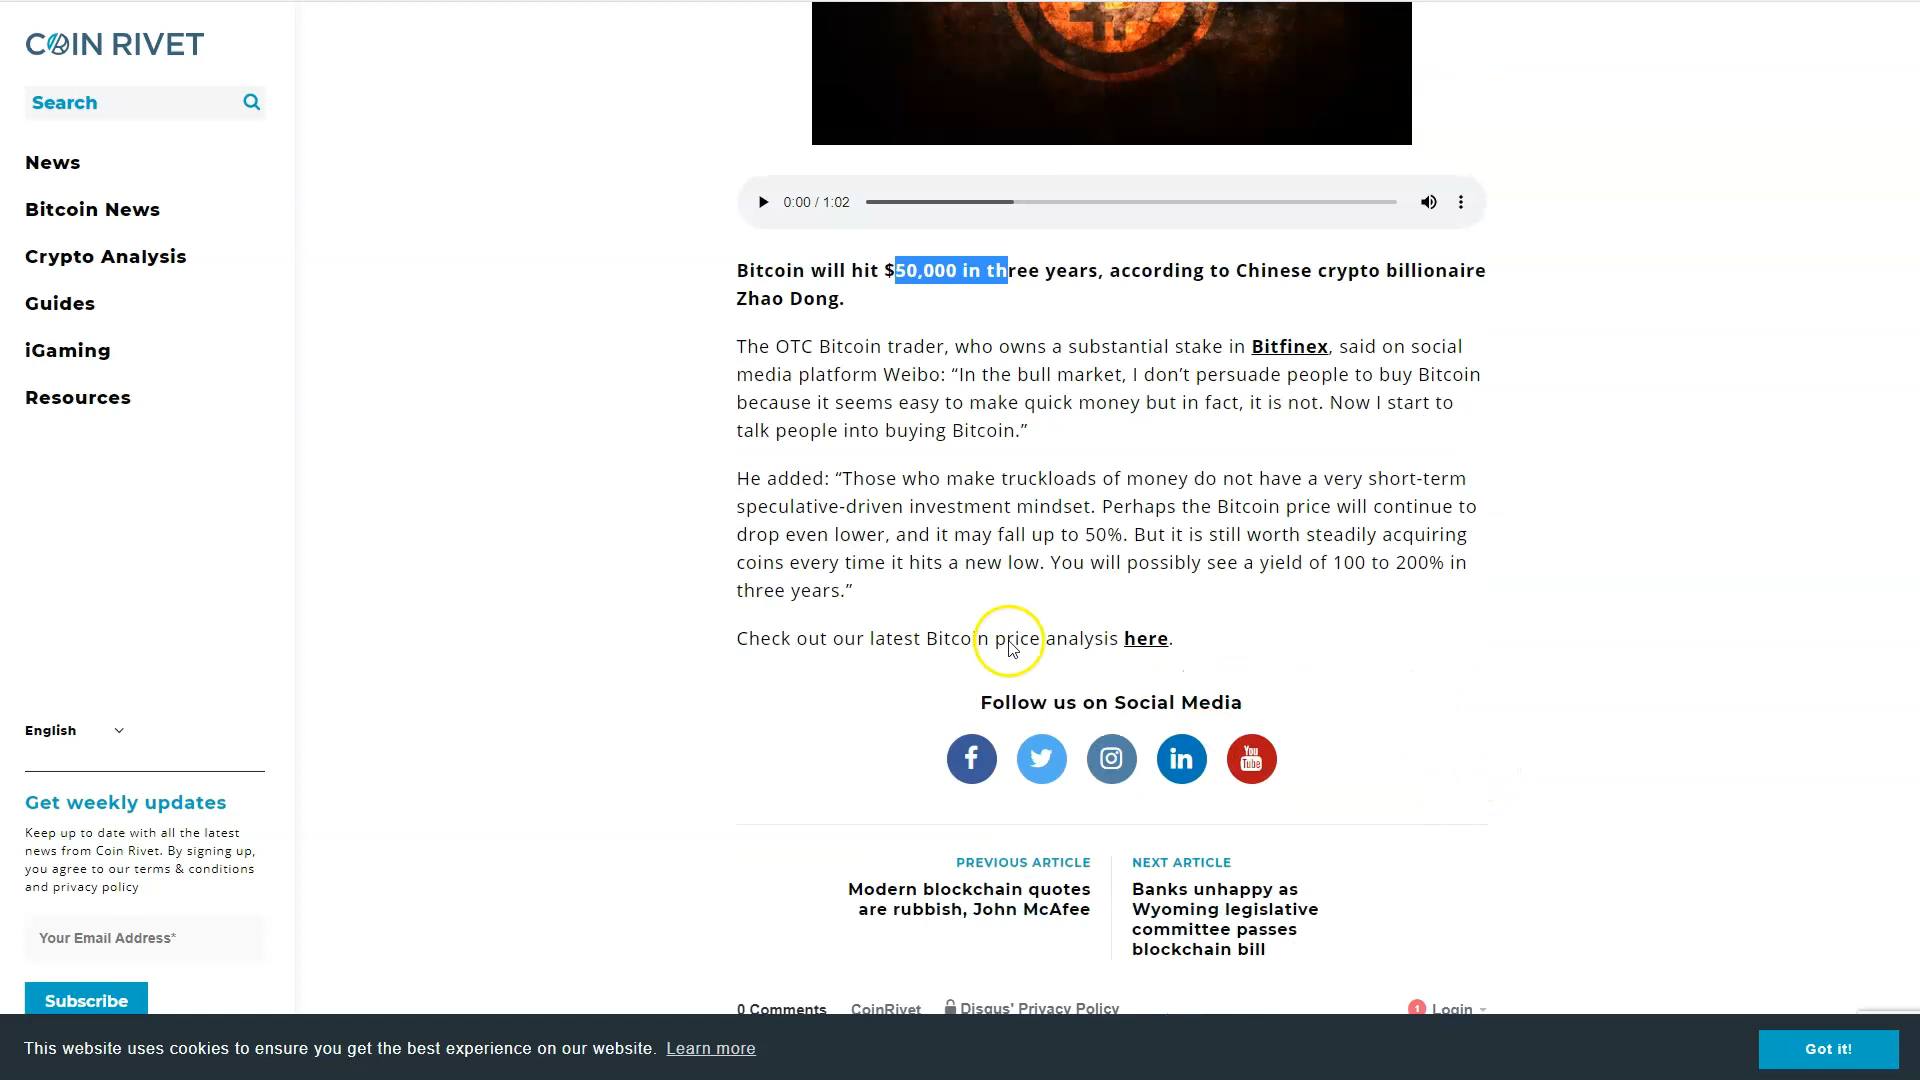 COIN RIVET
Search
News
Bitcoin News
Crypto Analysis
Guides
iGaming
Resources
English
Get weekly updates
Keep up to date with all the latest
news from Coin Rivet. By signing up,
you agree to our terms & conditions
and privacy policy
Your Email Address*
Subscribe
0:00 / 1:02
Bitcoin will hit $50,000 in three years, according to Chinese crypto billionaire
Zhao Dong.
The OTC Bitcoin trader, who owns a substantial stake in Bitfinex, said on social
media platform Weibo: “In the bull market, I don’t persuade people to buy Bitcoin
because it seems easy to make quick money but in fact, it is not. Now I start to
talk people into buying Bitcoin.”
He added: “Those who make truckloads of money do not have a very short-term
speculative-driven investment mindset. Perhaps the Bitcoin price will continue to
drop even lower, and it may fall up to 50%. But it is still worth steadily acquiring
coins every time it hits a new low. You will possibly see a yield of 100 to 200% in
three years.”
Check out our latest Bitcoin price analysis here.
Follow us on Social Media
You
Tube
PREVIOUS ARTICLE
Modern blockchain quotes
are rubbish, John McAfee
NEXT ARTICLE
Banks unhappy as
Wyoming legislative
committee passes
blockchain bill
0 Comments CoinRivet Disqus' Privacy Policy 1 Login
This website uses cookies to ensure you get the best experience on our website. Learn more
Got it!